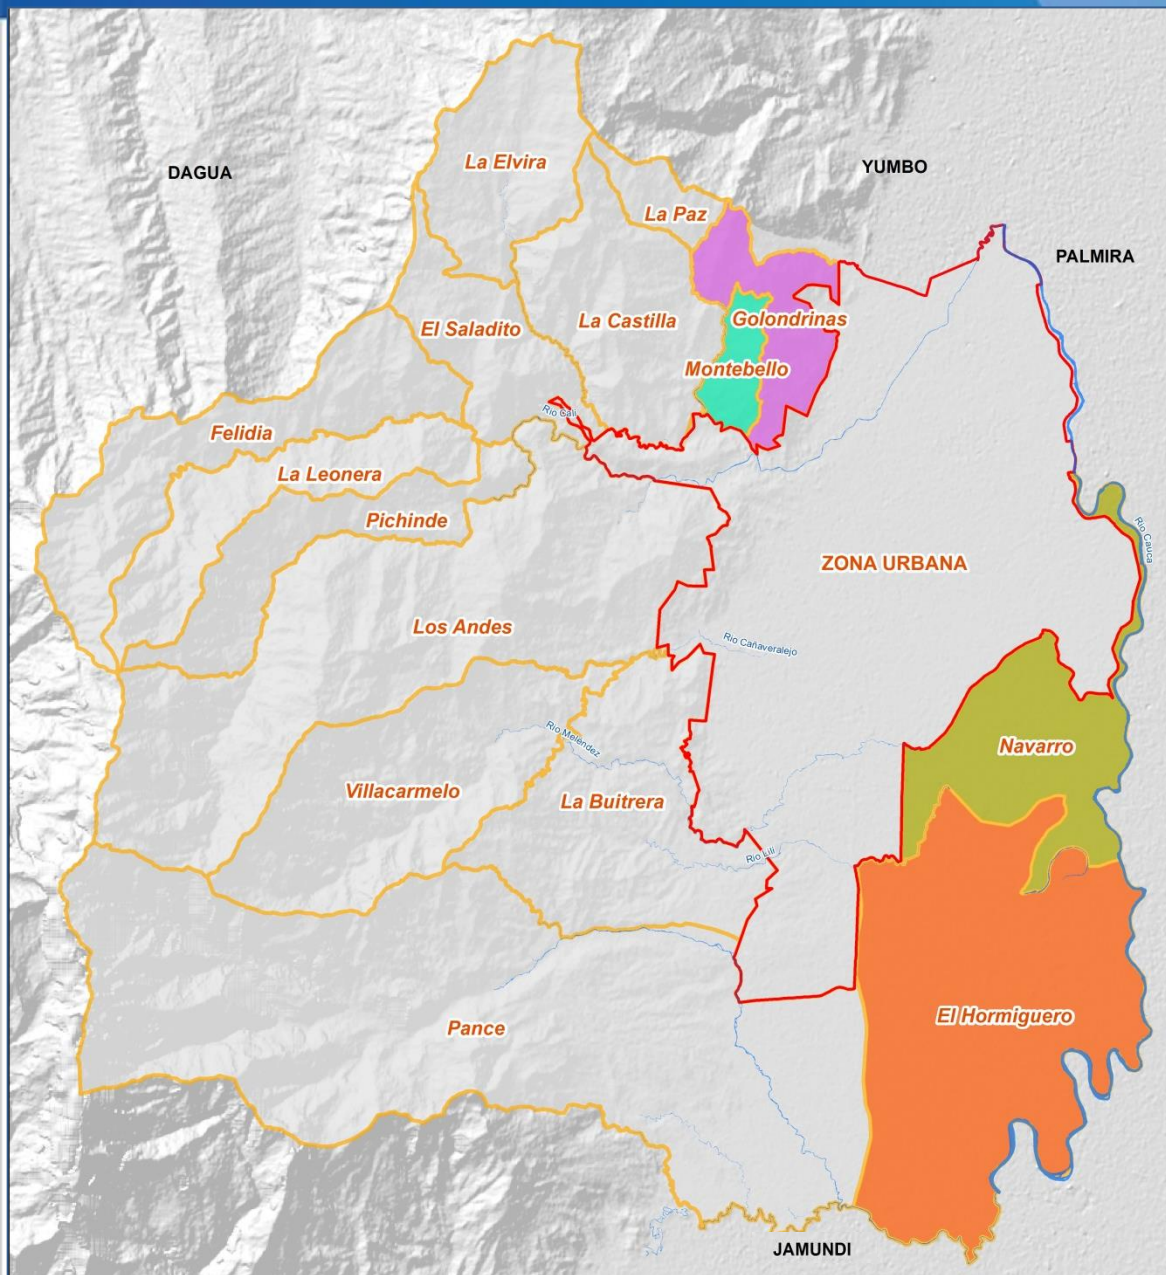 La Elvira
DAGUA
YUMBO
La Paz
PALMIRA
Golondrinas
La Castilla
El Saladito
Montebello
Rio Cali
Felidia
La Leonera
Pichinde
Rio Cauca
ZONA URBANA
Los Andes
Rio Cañaveralejo
Rio Meléndez
Navarro
Villacarmelo
La Buitrera
Rio Lili
El Hormiguero
Pance
JAMUNDI